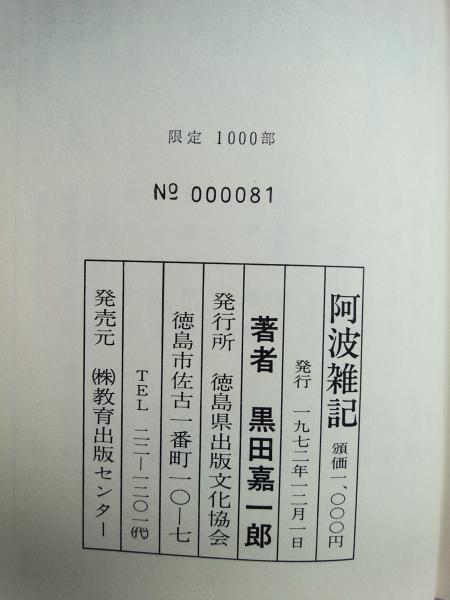 限定 1000部
№ 000081
阿波雑記 頒価一、〇〇〇円
発行 一九七二年一二月一日
著者 黒田嘉一郎
発行所 徳島県出版文化協会
徳島市佐古一番町一〇―七
TEL 二二―一二〇一㈹
発売元 ㈱教育出版センター